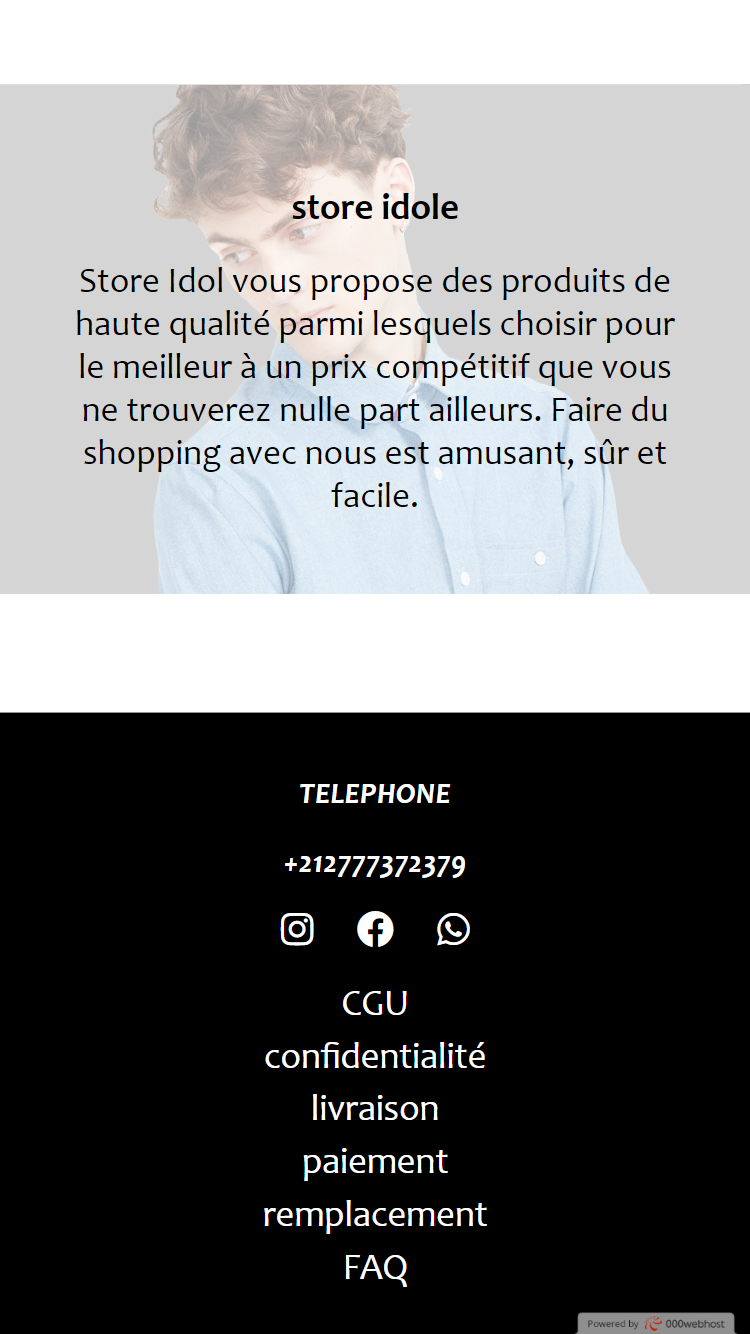 store idole
Store Idol vous propose des produits de
haute qualité parmi lesquels choisir pour
le meilleur à un prix compétitif que vous
ne trouverez nulle part ailleurs. Faire du
shopping avec nous est amusant, sûr et
facile.
TELEPHONE
+212777372379
CGU
confidentialité
livraison
paiement
remplacement
FAQ
Powered by 000webhost